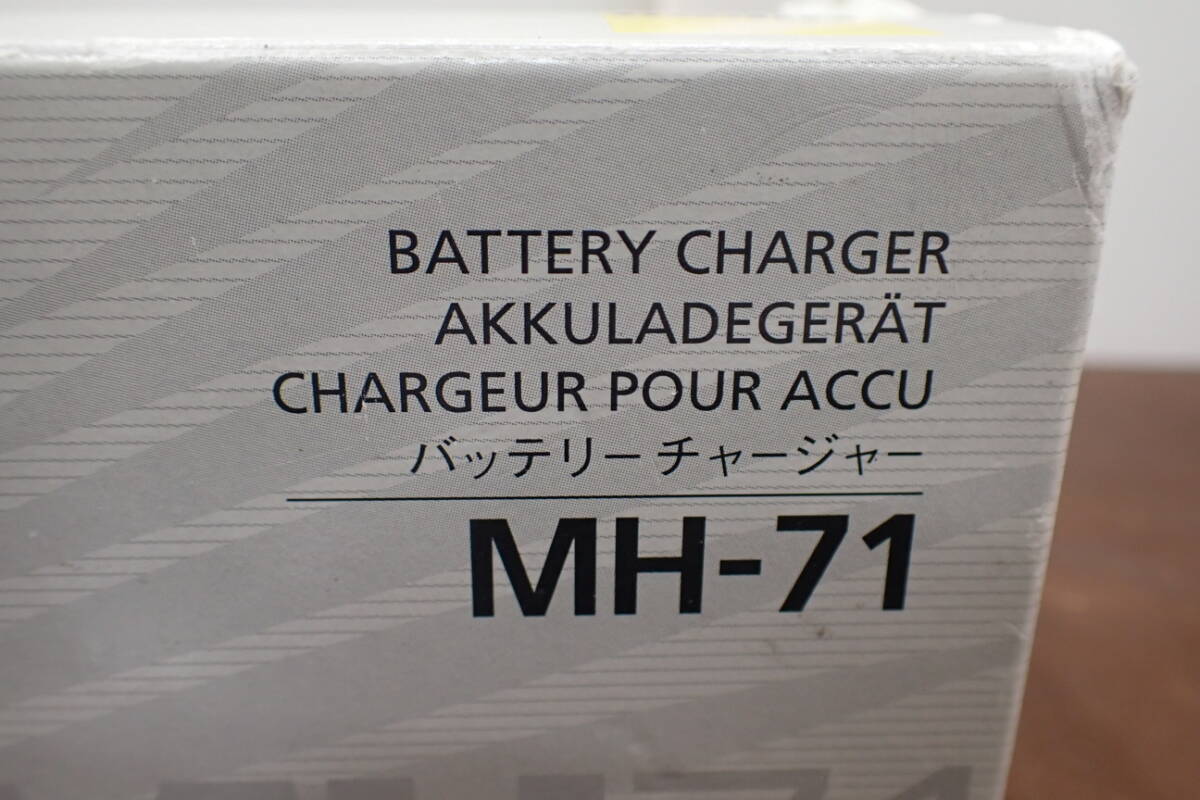 BATTERY CHARGER
AKKULADEGERÄT
CHARGEUR POUR ACCU
バッテリーチャージャー
MH-71